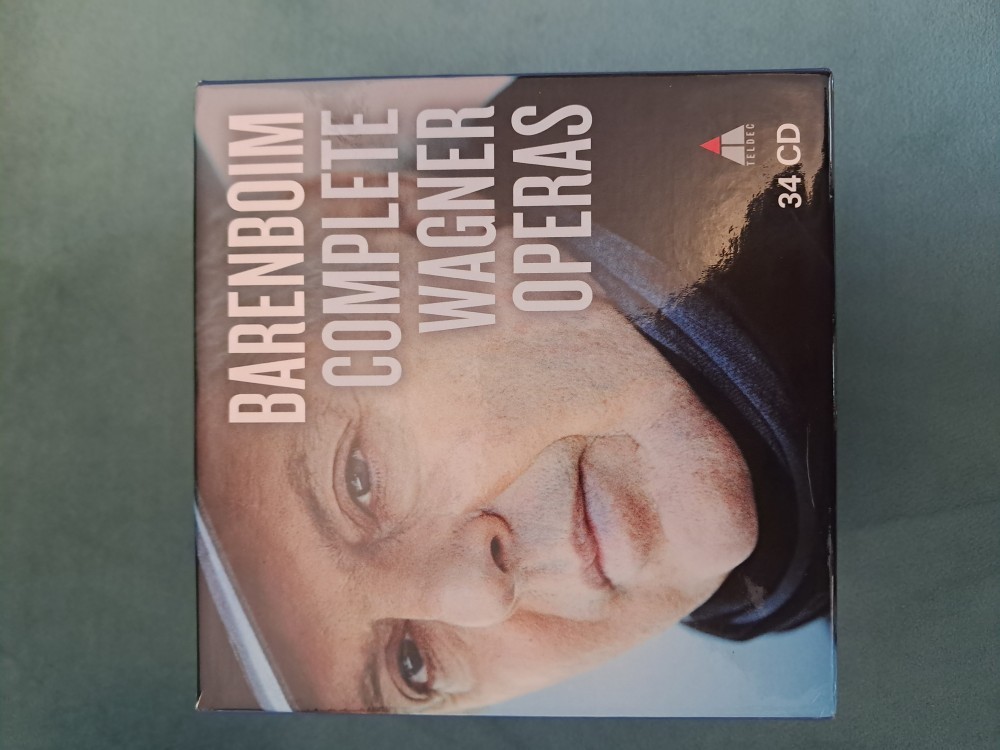 BARENBOIM
COMPLETE
WAGNER
OPERAS
TELDEC
34 CD